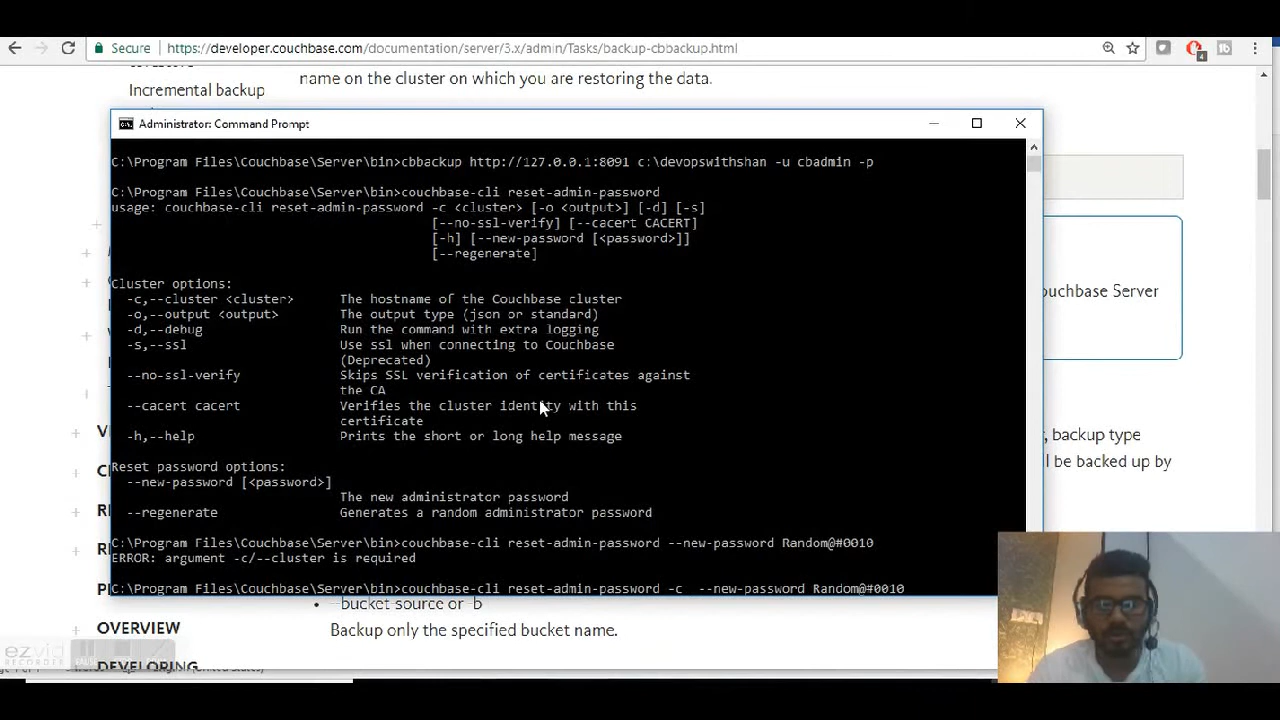 Secure https://developer.couchbase.com/documentation/server/3.x/admin/Tasks/backup-cbbackup.html
4
name on the cluster on which you are restoring the data.
Incremental backup
Administrator: Command Prompt
C:\Program Files\Couchbase\Server\bin>cbbackup http://127.0.0.1:8091 c:\devopswithshan -u cbadmin -p
C:\Program Files\Couchbase\Server\bin>couchbase-cli reset-admin-password
usage: couchbase-cli reset-admin-password -c <cluster> [-o <output>] [-d] [-s]
[--no-ssl-verify] [--cacert CACERT]
[-h] [--new-password [<password>]]
[--regenerate]
Cluster options:
-c,--cluster <cluster> The hostname of the Couchbase cluster
-o,--output <output> The output type (json or standard)
-d,--debug Run the command with extra logging
-s,--ssl Use ssl when connecting to Couchbase
(Deprecated)
--no-ssl-verify Skips SSL verification of certificates against
the CA
--cacert cacert Verifies the cluster identity with this
certificate
-h,--help Prints the short or long help message
Reset password options:
--new-password [<password>]
The new administrator password
--regenerate Generates a random administrator password
C:\Program Files\Couchbase\Server\bin>couchbase-cli reset-admin-password --new-password Random@#0010
ERROR: argument -c/--cluster is required
C:\Program Files\Couchbase\Server\bin>couchbase-cli reset-admin-password -c --new-password Random@#0010
ouchbase Server
, backup type
l be backed up by
OVERVIEW
DEVELOPING
bucket source or -b
Backup only the specified bucket name.
ezvid
RECORDER